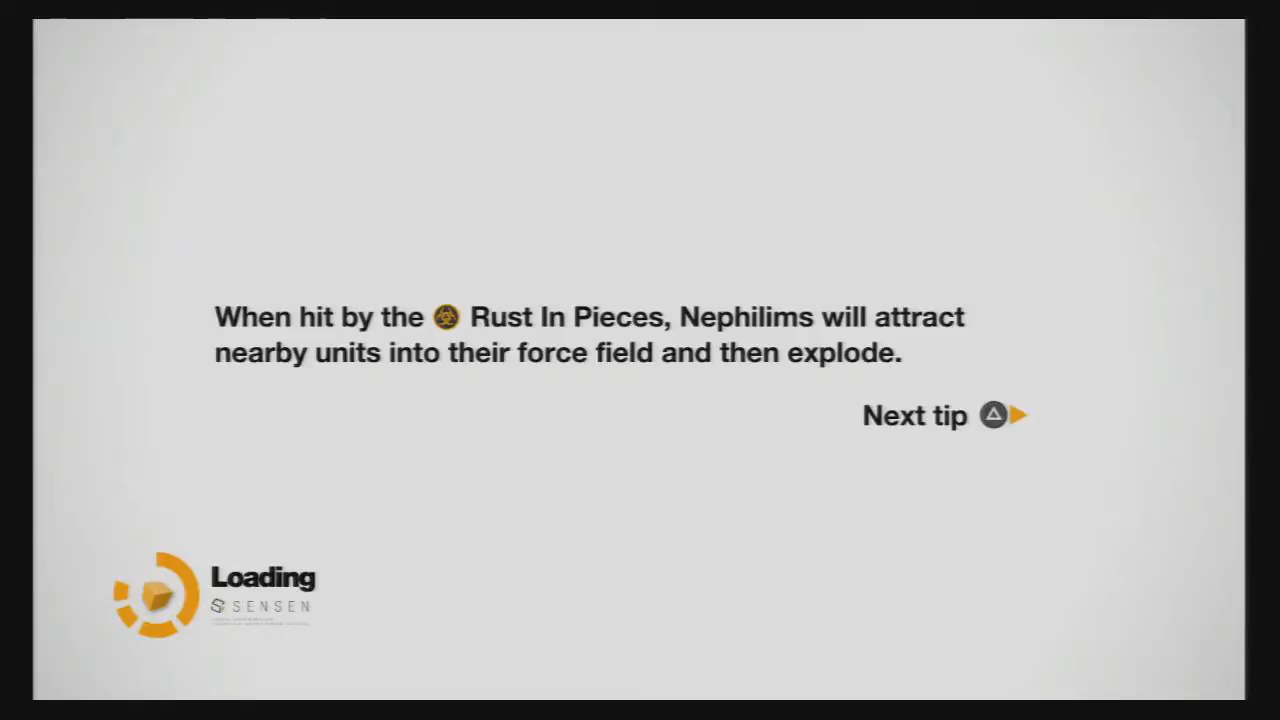 When hit by the Rust In Pieces, Nephilims will attract
nearby units into their force field and then explode.
Next tip
Loading
SENSEN